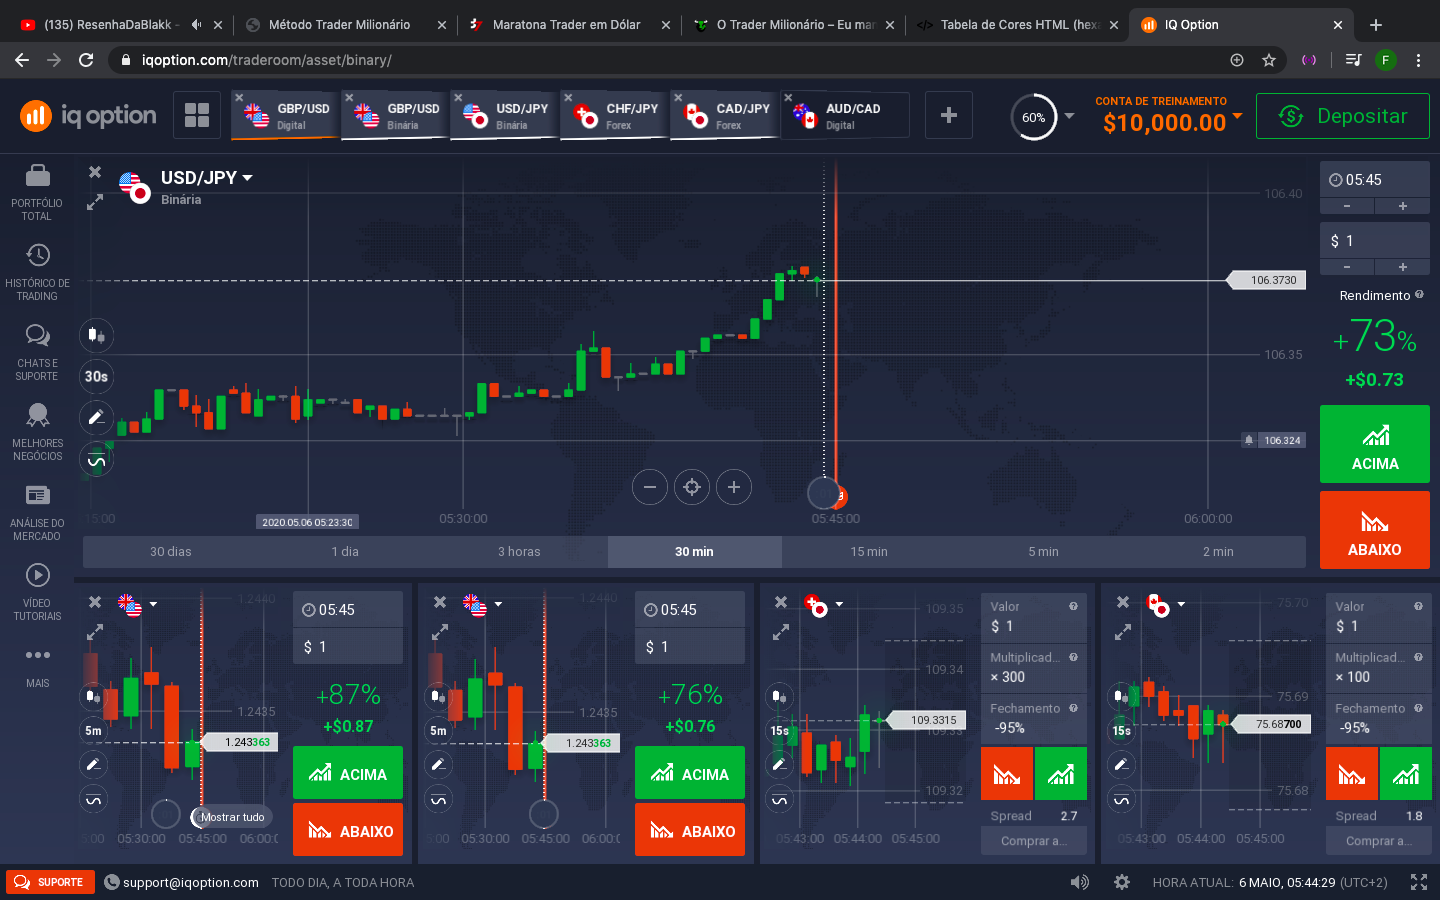 (135) ResenhaDaBlakk -
Método Trader Milionário
Maratona Trader em Dólar
O Trader Milionário – Eu mar
Tabela de Cores HTML (hexa
IQ Option
iqoption.com/traderoom/asset/binary/
F
iq option
GBP/USD
Digital
GBP/USD
Binária
USD/JPY
Binária
CHF/JPY
Forex
CAD/JPY
Forex
AUD/CAD
Digital
60%
CONTA DE TREINAMENTO
$10,000.00
Depositar
PORTFÓLIO
TOTAL
HISTÓRICO DE
TRADING
CHATS E
SUPORTE
MELHORES
NEGÓCIOS
ANÁLISE DO
MERCADO
VÍDEO
TUTORIAIS
MAIS
USD/JPY
Binária
30s
106.40
106.3730
106.35
106.324
15:00
2020.05.06 05:23:30
05:30:00
05:45:00
06:00:00
30 dias
1 dia
3 horas
30 min
15 min
5 min
2 min
05:45
$ 1
Rendimento
+73%
+$0.73
ACIMA
ABAIXO
1.2440
1.2435
1.243363
5m
Mostrar tudo
5:00
05:30:00
05:45:00
06:00:0
05:45
$ 1
+87%
+$0.87
ACIMA
ABAIXO
1.2440
1.2435
1.243363
5m
5:00
05:30:00
05:45:00
06:00:0
05:45
$ 1
+76%
+$0.76
ACIMA
ABAIXO
109.35
109.34
109.3315
109.33
109.32
15s
05:43:00
05:44:00
05:45:00
Valor
$ 1
Multiplicad...
× 300
Fechamento
-95%
Spread 2.7
Comprar a...
75.70
75.69
75.68700
75.68
15s
05:43:00
05:44:00
05:45:00
Valor
$ 1
Multiplicad...
× 100
Fechamento
-95%
Spread 1.8
Comprar a...
SUPORTE
support@iqoption.com
TODO DIA, A TODA HORA
HORA ATUAL: 6 MAIO, 05:44:29 (UTC+2)